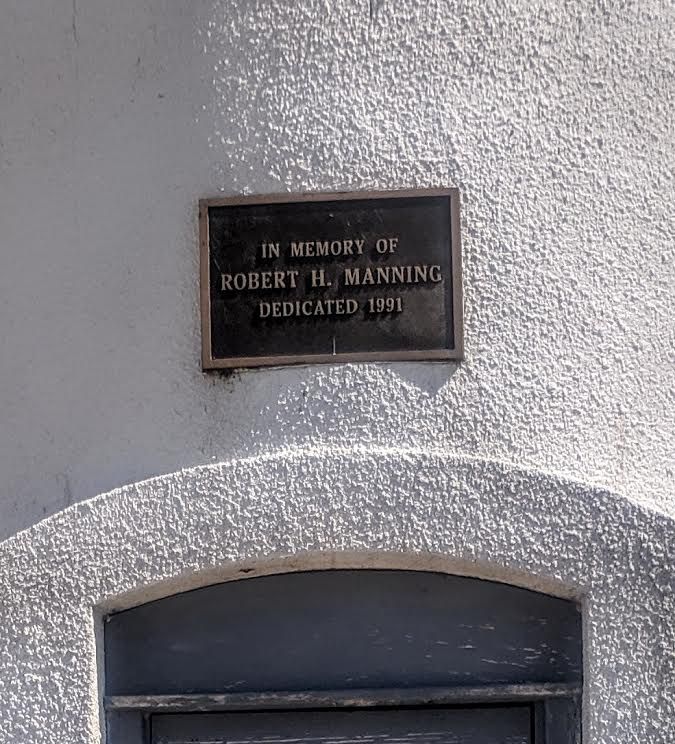 IN MEMORY OF
ROBERT H. MANNING
DEDICATED 1991